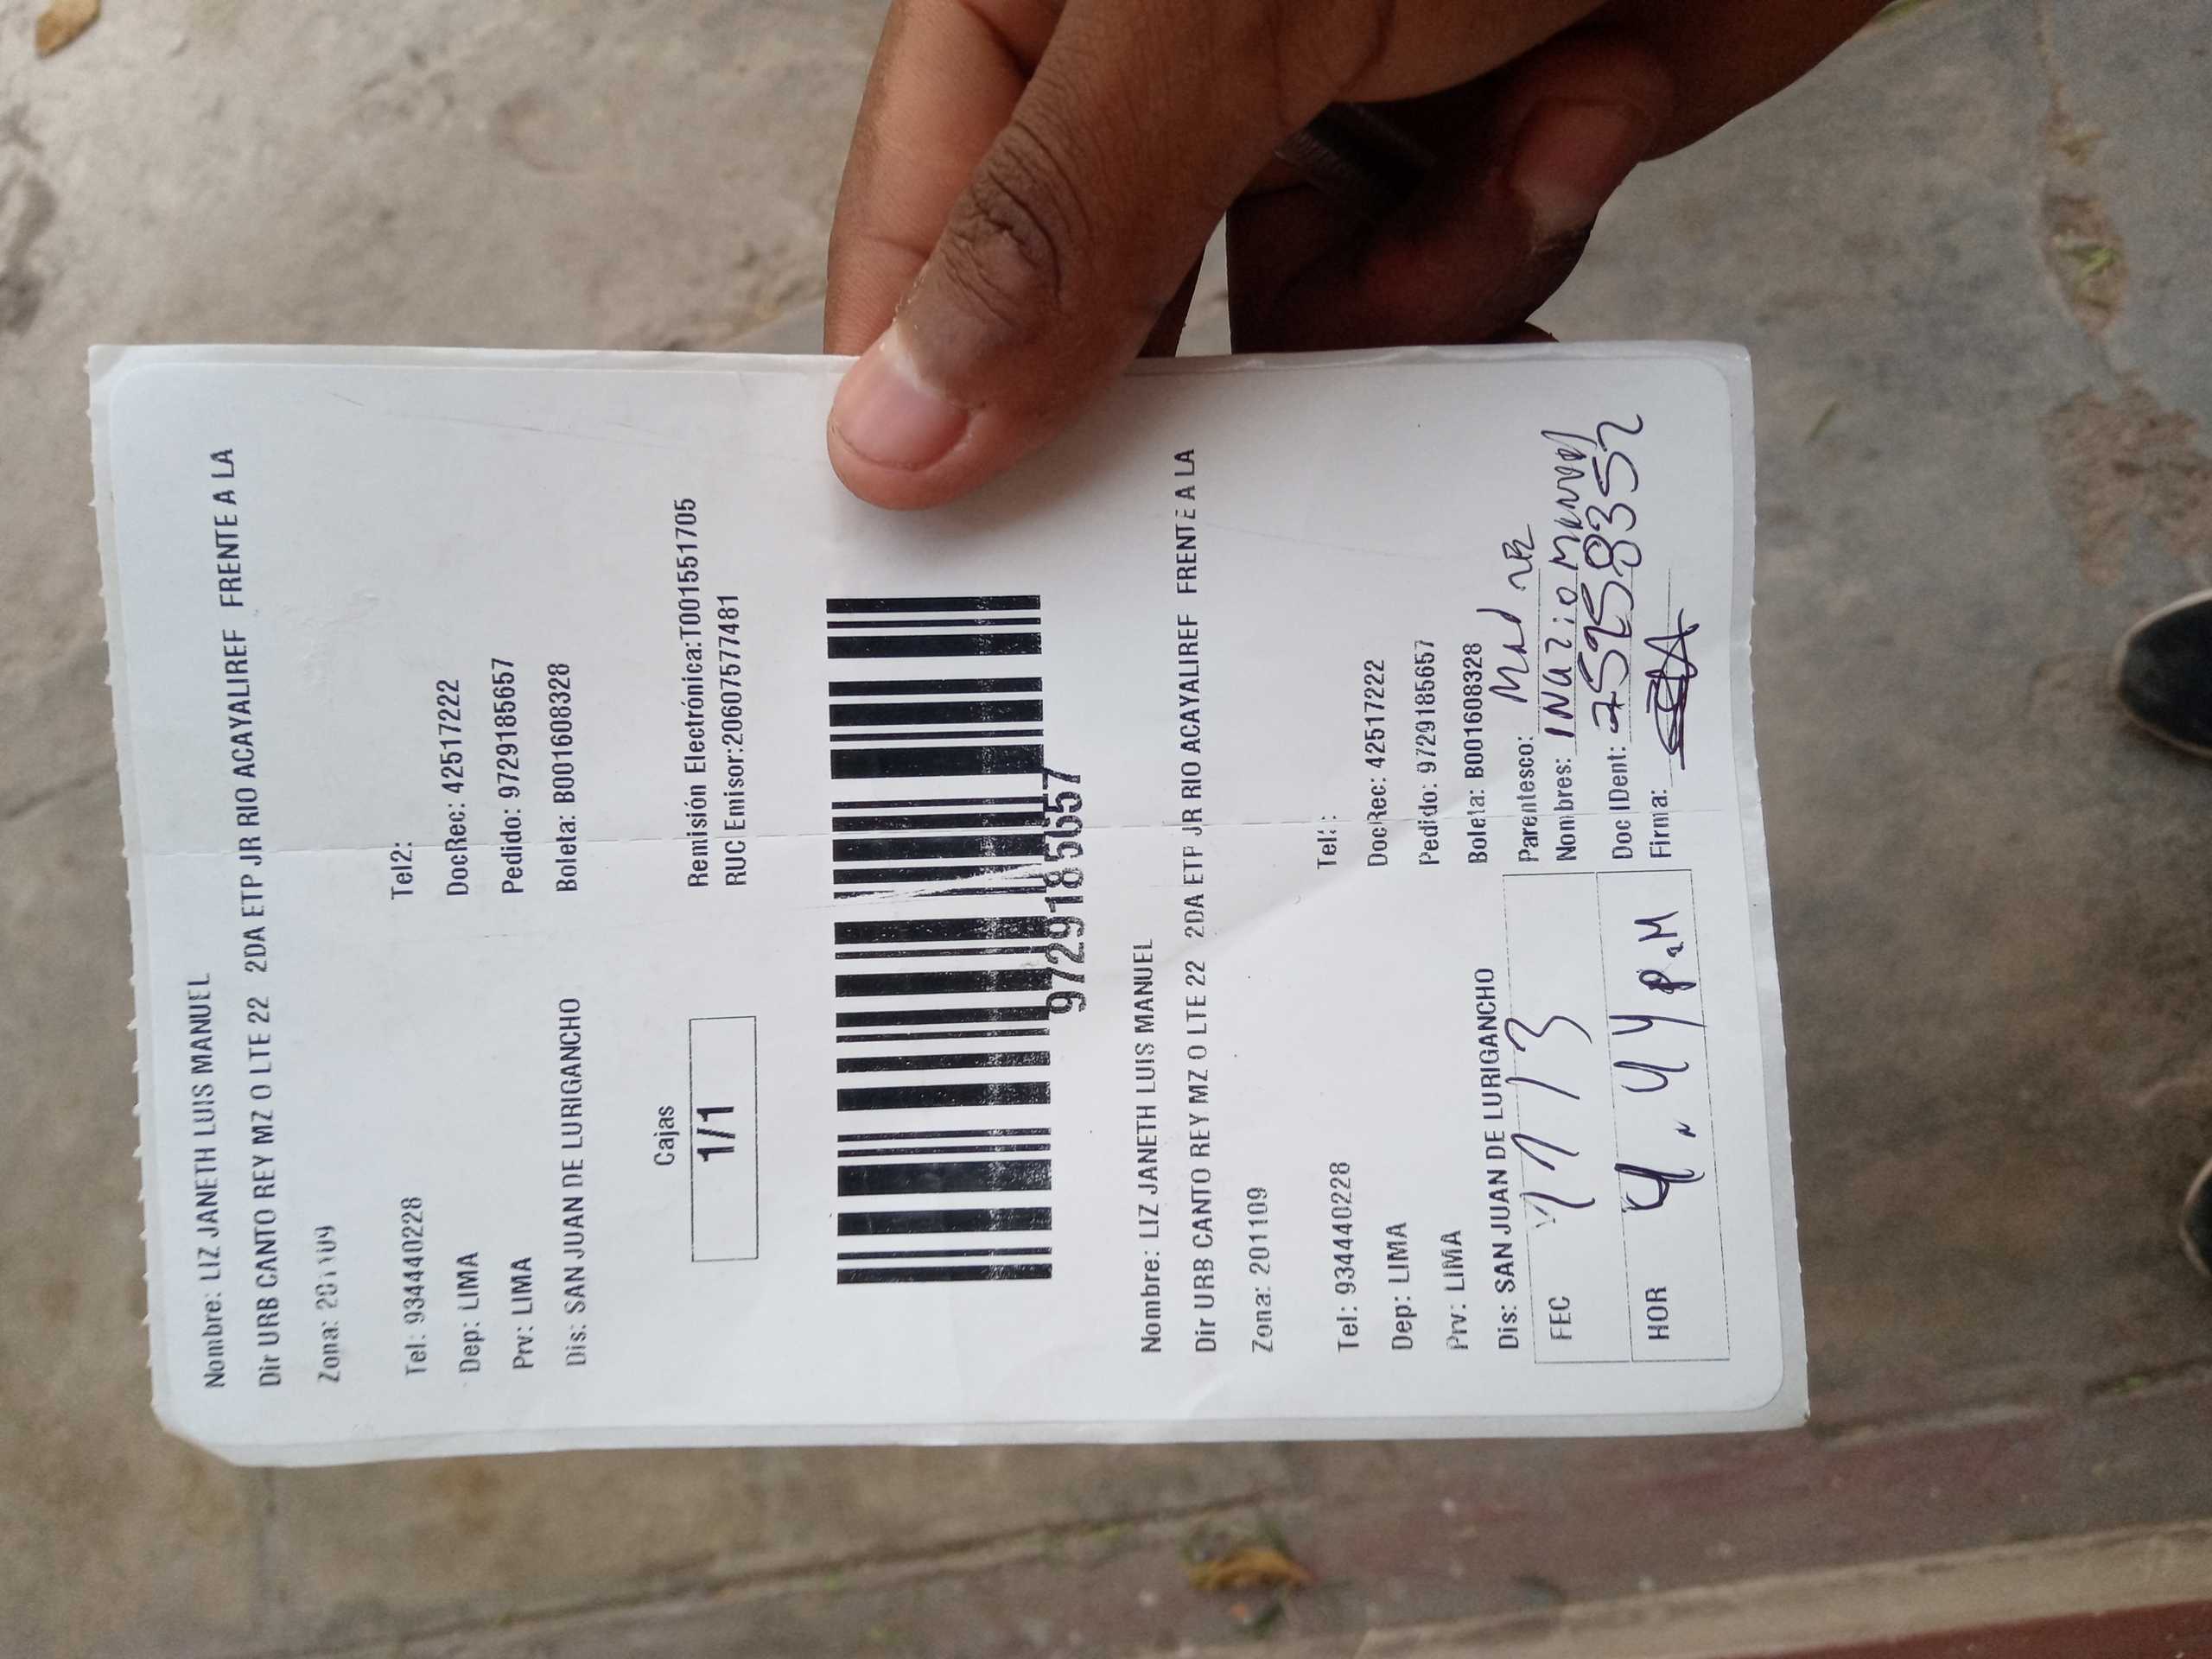 Nombre: LIZ JANETH LUIS MANUEL
Dir URB CANTO REY MZ O LTE 22 2DA ETP JR RIO ACAYALIREF FRENTE A LA
Zona: 201109
Tel: 934440228 Tel2:
Dep: LIMA DocRec: 42517222
Prv: LIMA Pedido: 9729185657
Dis: SAN JUAN DE LURIGANCHO Boleta: B001608328
Cajas
1/1
Remisión Electrónica:T001551705
RUC Emisor:20607577481
9729185657
Nombre: LIZ JANETH LUIS MANUEL
Dir URB CANTO REY MZ O LTE 22 2DA ETP JR RIO ACAYALIREF FRENTE A LA
Zona: 201109
Tel: 934440228 Tel:
Dep: LIMA DocRec: 42517222
Prv: LIMA Pedido: 9729185657
Dis: SAN JUAN DE LURIGANCHO Boleta: B001608328
FEC
HOR 4.44 P.M
Parentesco: Madre
Nombres:
Doc IDent:
Firma: